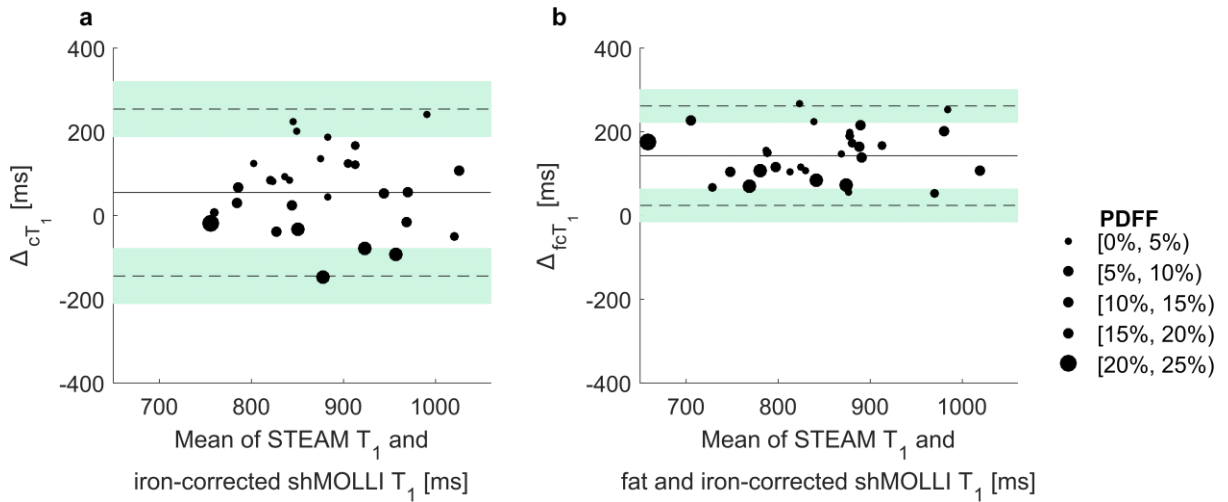 a
400
200
0
-200
-400
Δ_cT₁ [ms]
700 800 900 1000
Mean of STEAM T₁ and
iron-corrected shMOLLI T₁ [ms]
b
400
200
0
-200
-400
Δ_fcT₁ [ms]
700 800 900 1000
Mean of STEAM T₁ and
fat and iron-corrected shMOLLI T₁ [ms]
PDFF
[0%, 5%)
[5%, 10%)
[10%, 15%)
[15%, 20%)
[20%, 25%)